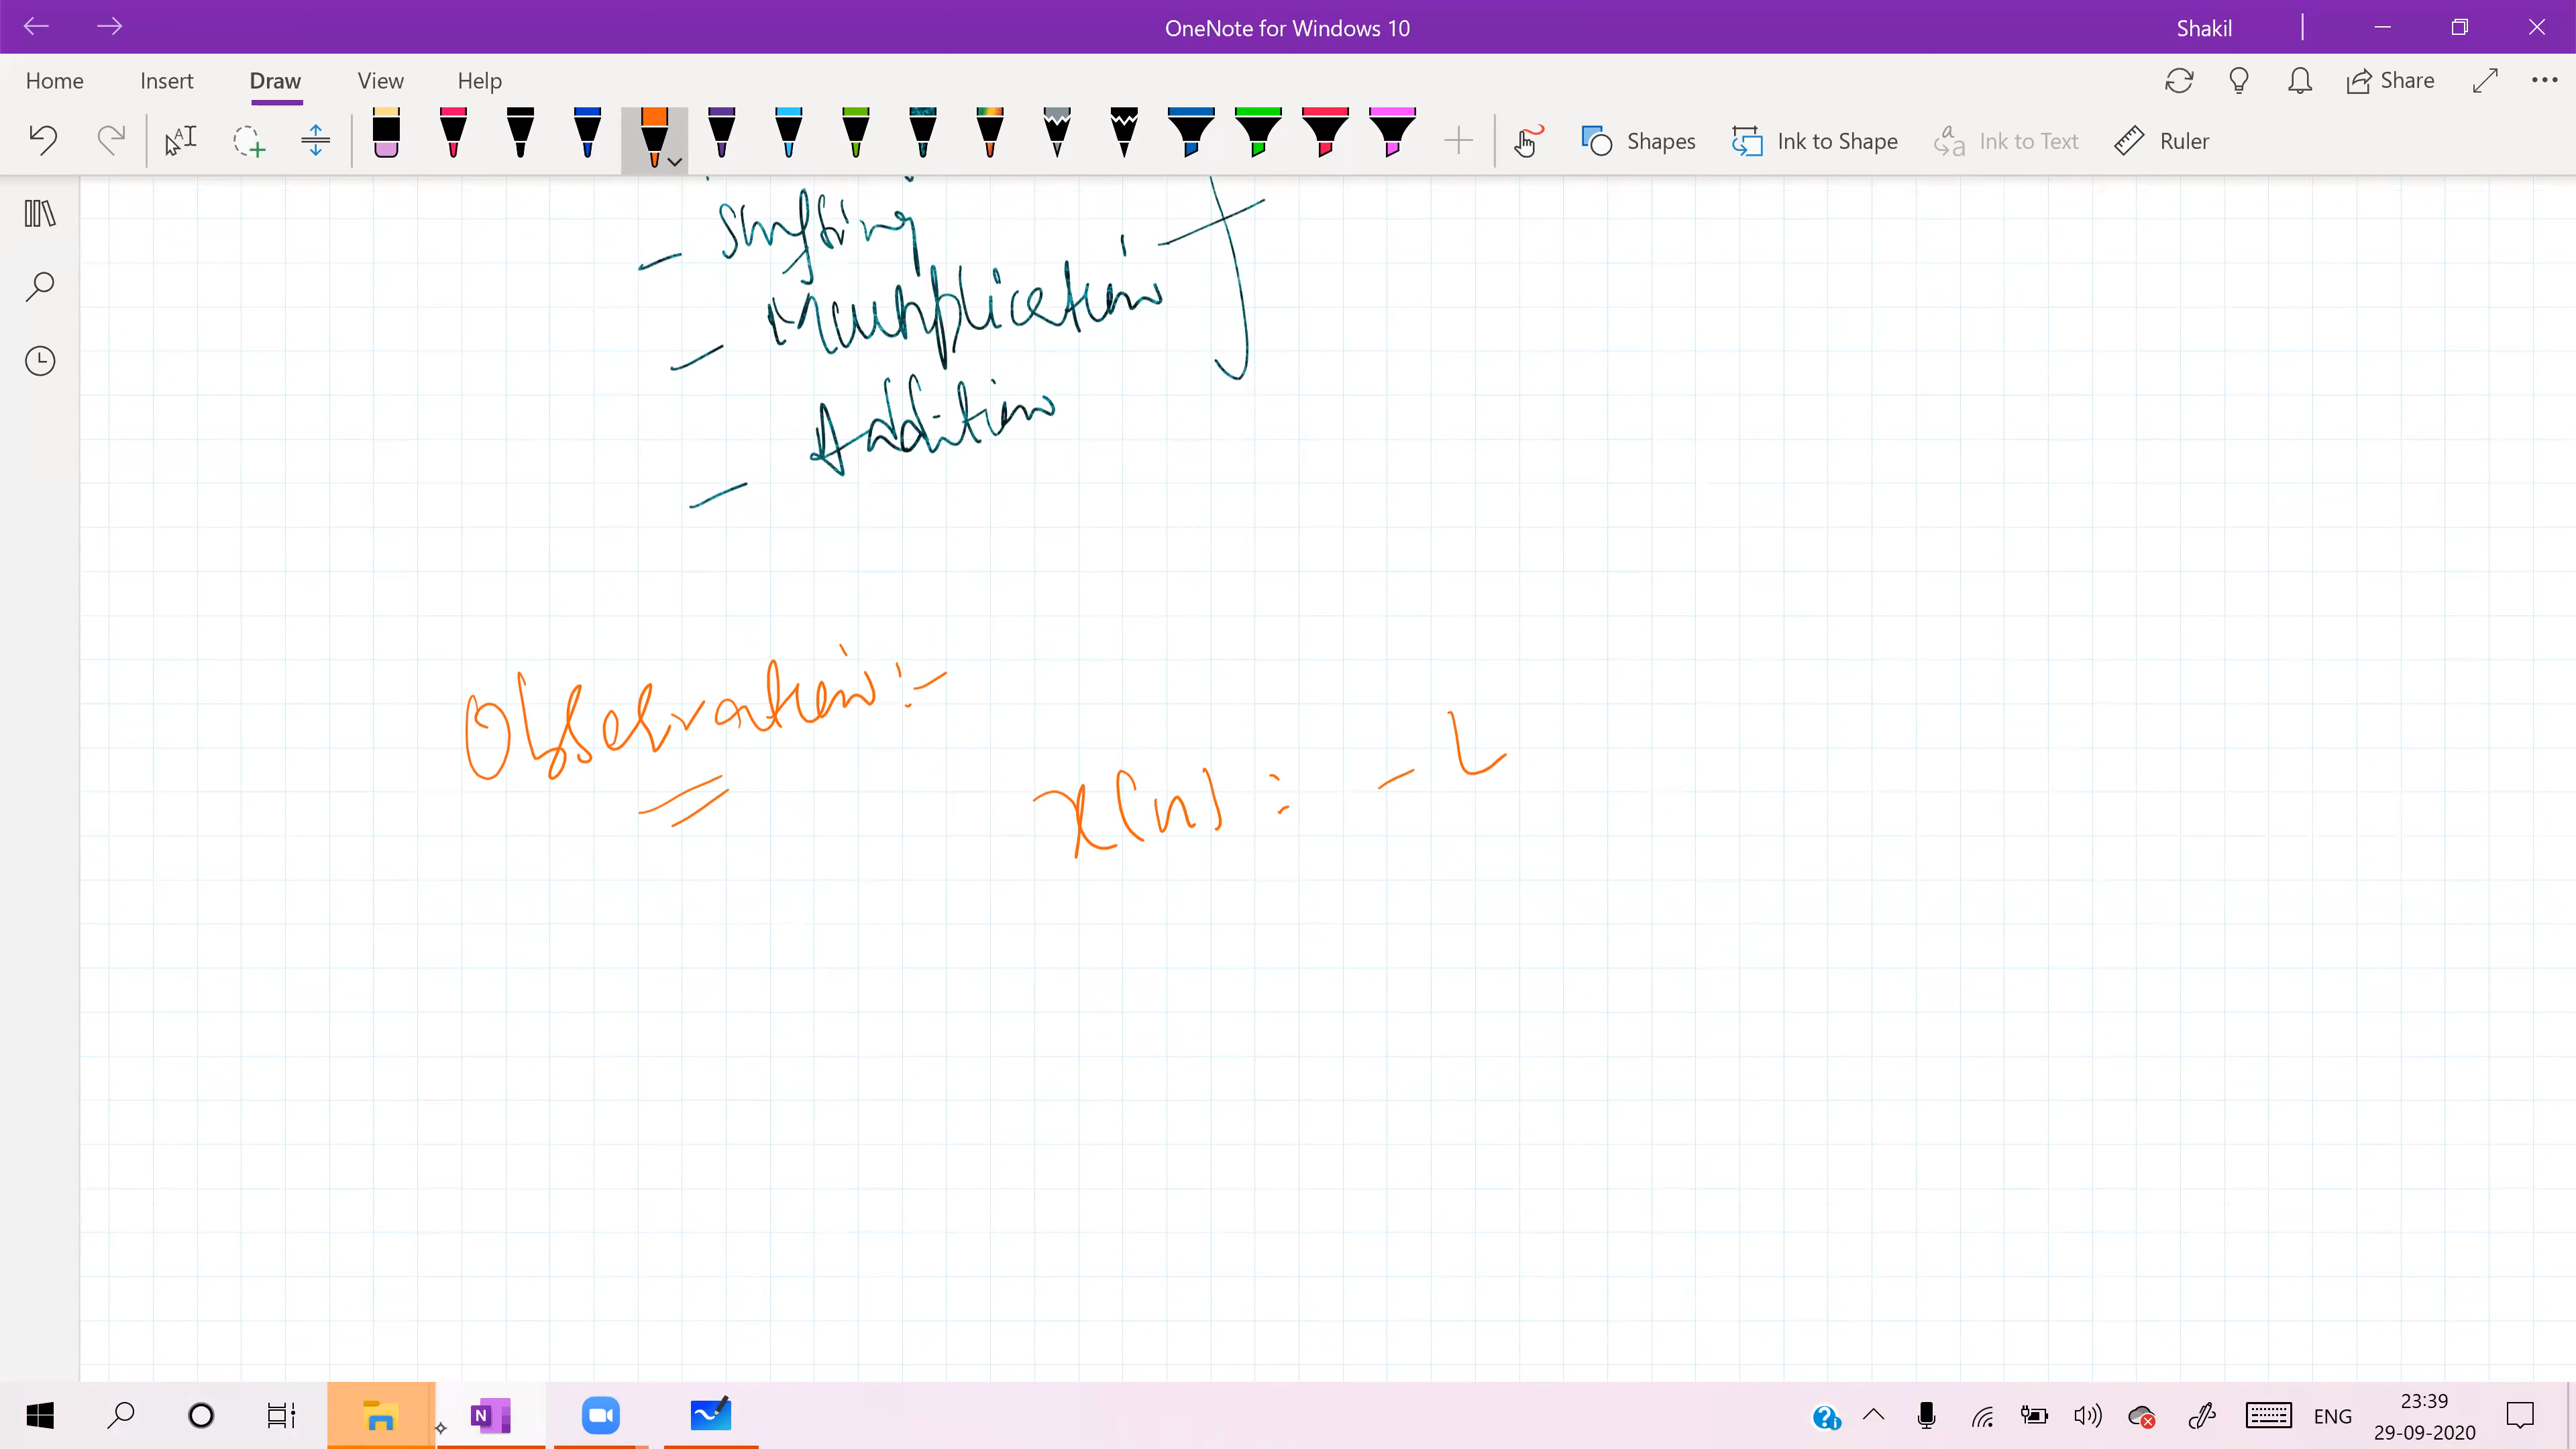 OneNote for Windows 10
Shakil
Home Insert Draw View Help
Share
Shapes Ink to Shape Ink to Text Ruler
- Shifting
- Multiplication
- Addition
Observation :-
x(n) : - L
23:39
ENG
29-09-2020